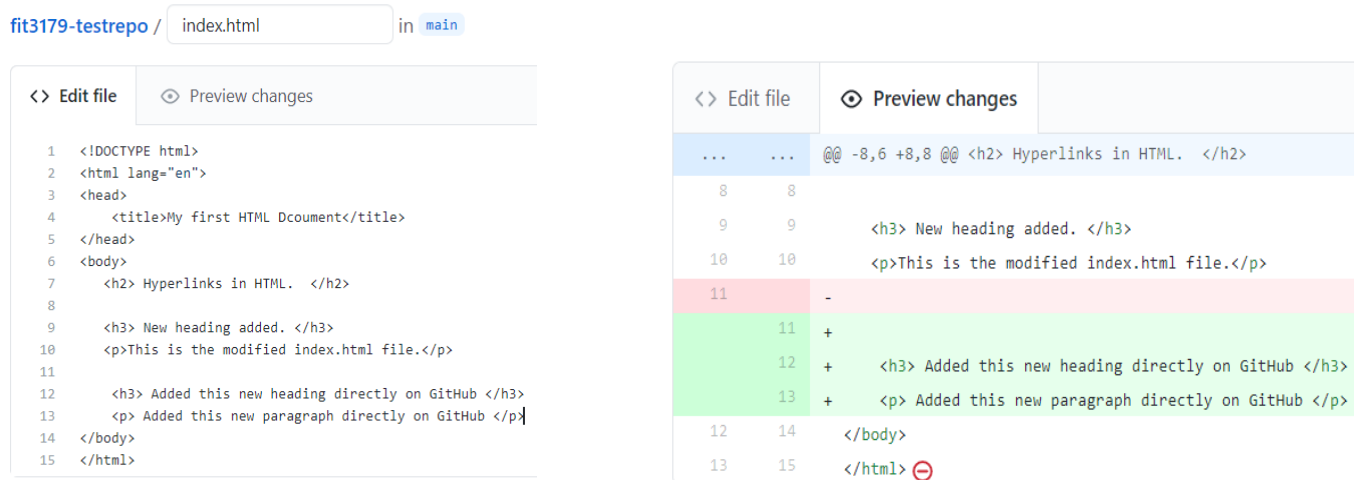 fit3179-testrepo / index.html in main
<> Edit file Preview changes
1 <!DOCTYPE html>
2 <html lang="en">
3 <head>
4 <title>My first HTML Dcoument</title>
5 </head>
6 <body>
7 <h2> Hyperlinks in HTML.  </h2>
8
9 <h3> New heading added. </h3>
10 <p>This is the modified index.html file.</p>
11
12 <h3> Added this new heading directly on GitHub </h3>
13 <p> Added this new paragraph directly on GitHub </p>
14 </body>
15 </html>
<> Edit file Preview changes
... ... @@ -8,6 +8,8 @@ <h2> Hyperlinks in HTML.  </h2>
8 8
9 9 <h3> New heading added. </h3>
10 10 <p>This is the modified index.html file.</p>
11 -
11 +
12 + <h3> Added this new heading directly on GitHub </h3>
13 + <p> Added this new paragraph directly on GitHub </p>
12 14 </body>
13 15 </html>